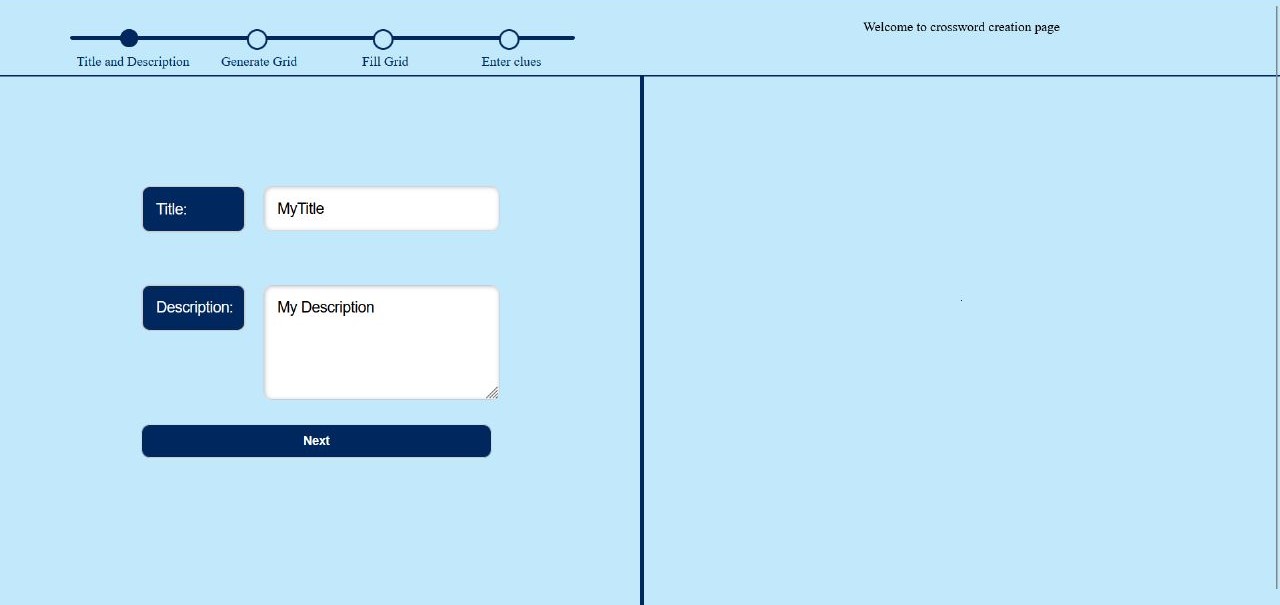 Welcome to crossword creation page
Title and Description
Generate Grid
Fill Grid
Enter clues
Title:
MyTitle
Description:
My Description
Next